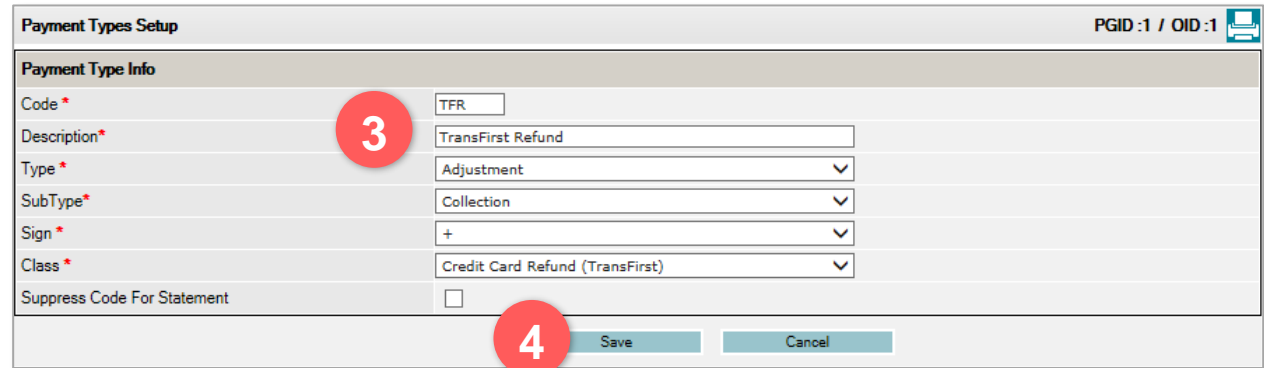 Payment Types Setup PGID :1 / OID :1
Payment Type Info
Code * TFR
3
Description* TransFirst Refund
Type * Adjustment
SubType* Collection
Sign * +
Class * Credit Card Refund (TransFirst)
Suppress Code For Statement
4 Save Cancel